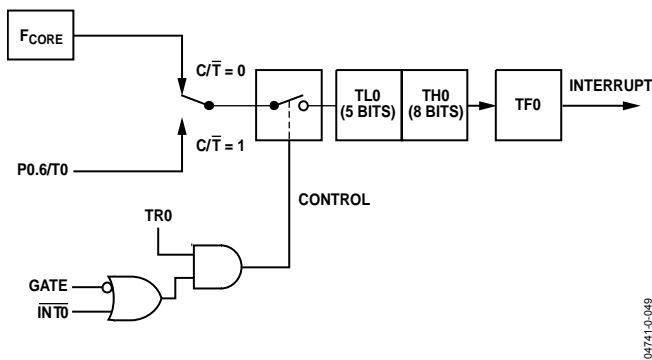 FCORE
C/T̅ = 0
C/T̅ = 1
P0.6/T0
TL0
(5 BITS)
TH0
(8 BITS)
TF0
INTERRUPT
CONTROL
TR0
GATE
I̅N̅T̅0̅
04741-0-049